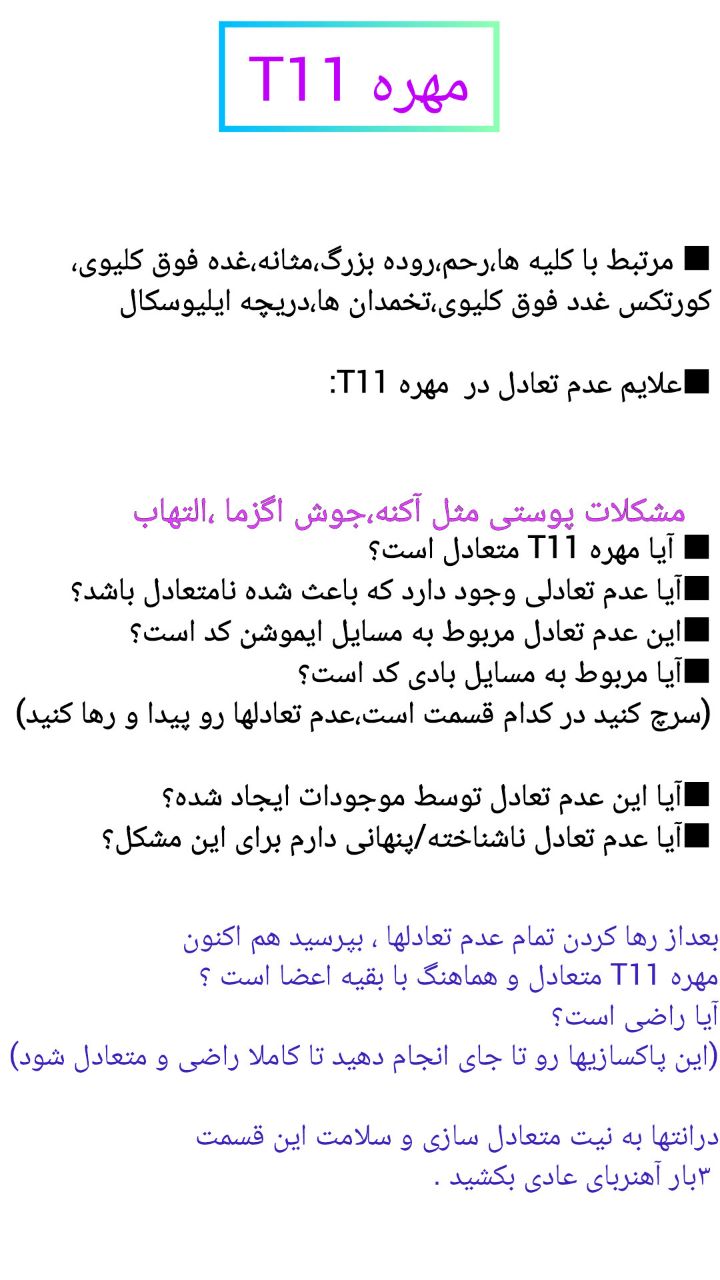 مهره T11
■ مرتبط با کلیه ها،رحم،روده بزرگ،مثانه،غده فوق کلیوی،
کورتکس غدد فوق کلیوی،تخمدان ها،دریچه ایلیوسکال
■علایم عدم تعادل در مهره T11:
مشکلات پوستی مثل آکنه،جوش اگزما ،التهاب
■ آیا مهره T11 متعادل است؟
■آیا عدم تعادلی وجود دارد که باعث شده نامتعادل باشد؟
■این عدم تعادل مربوط به مسایل ایموشن کد است؟
■آیا مربوط به مسایل بادی کد است؟
(سرچ کنید در کدام قسمت است،عدم تعادلها رو پیدا و رها کنید)
■آیا این عدم تعادل توسط موجودات ایجاد شده؟
■آیا عدم تعادل ناشناخته/پنهانی دارم برای این مشکل؟
بعداز رها کردن تمام عدم تعادلها ، بپرسید هم اکنون
مهره T11 متعادل و هماهنگ با بقیه اعضا است ؟
آیا راضی است؟
(این پاکسازیها رو تا جای انجام دهید تا کاملا راضی و متعادل شود)
درانتها به نیت متعادل سازی و سلامت این قسمت
۳بار آهنربای عادی بکشید .